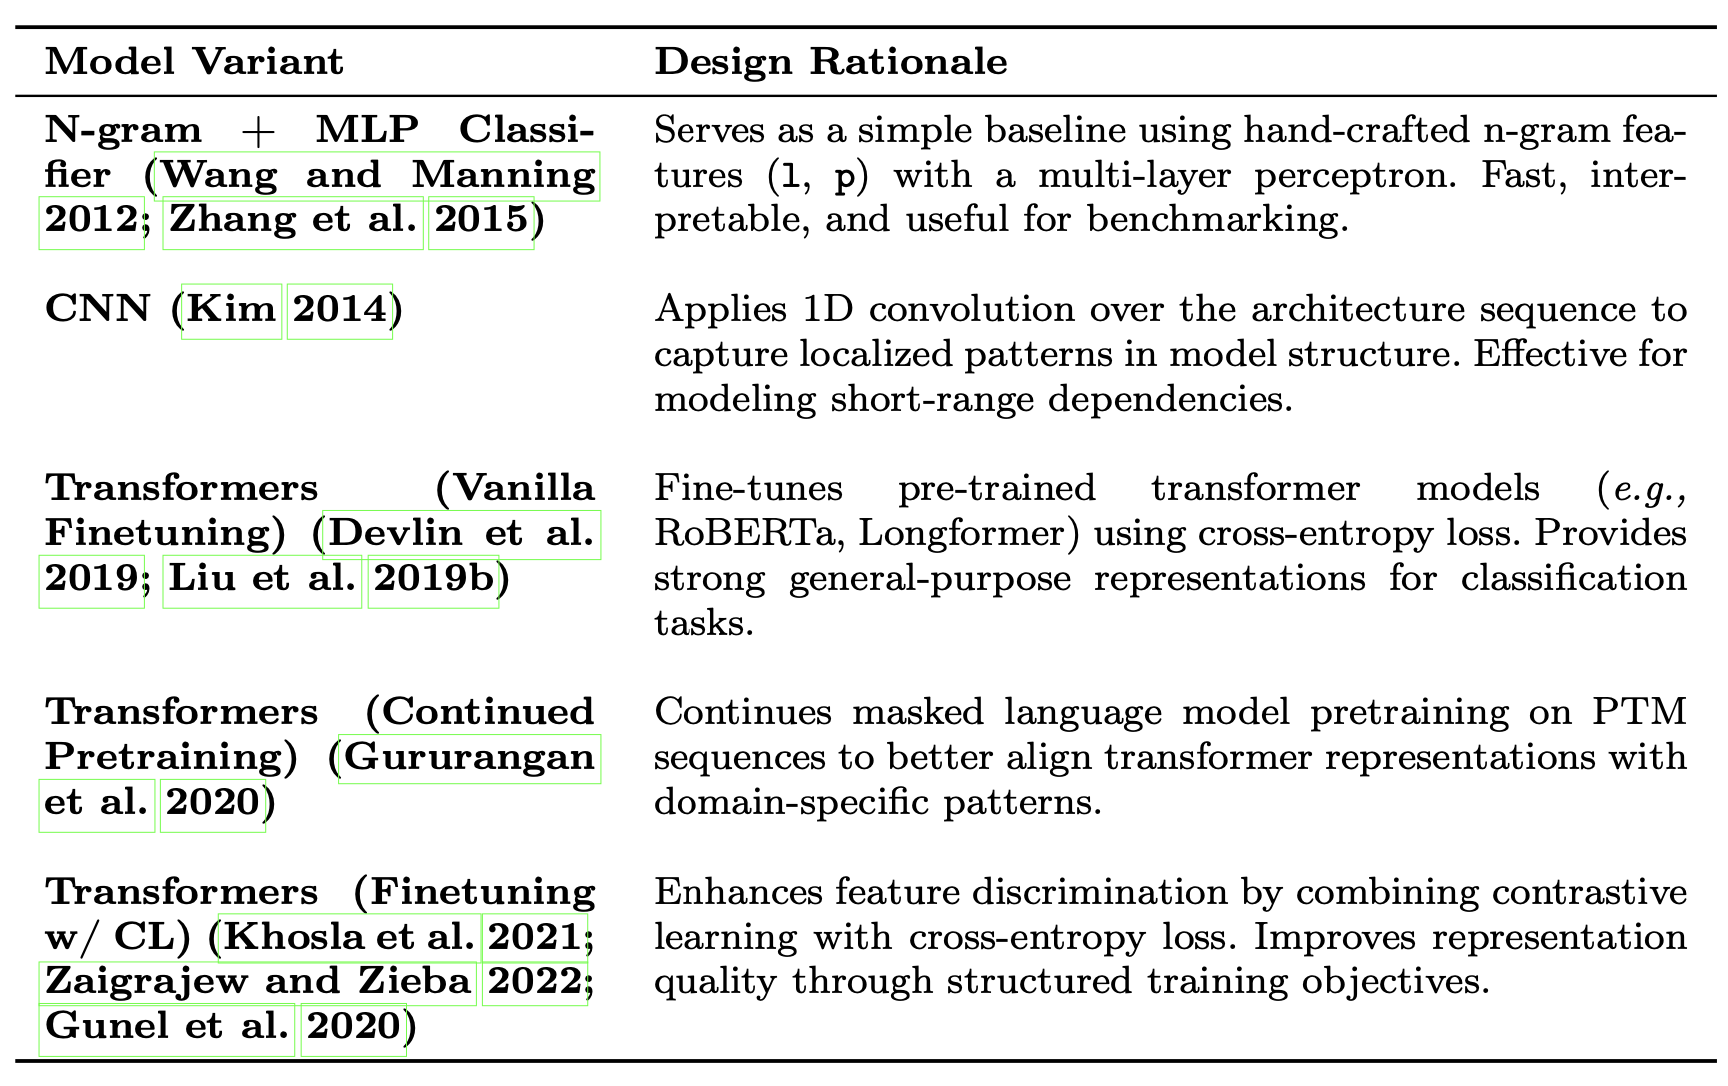 Model Variant Design Rationale
N-gram + MLP Classi-
fier (Wang and Manning
2012; Zhang et al. 2015)
Serves as a simple baseline using hand-crafted n-gram fea-
tures (l, p) with a multi-layer perceptron. Fast, inter-
pretable, and useful for benchmarking.
CNN (Kim 2014)
Applies 1D convolution over the architecture sequence to
capture localized patterns in model structure. Effective for
modeling short-range dependencies.
Transformers (Vanilla
Finetuning) (Devlin et al.
2019; Liu et al. 2019b)
Fine-tunes pre-trained transformer models (e.g.,
RoBERTa, Longformer) using cross-entropy loss. Provides
strong general-purpose representations for classification
tasks.
Transformers (Continued
Pretraining) (Gururangan
et al. 2020)
Continues masked language model pretraining on PTM
sequences to better align transformer representations with
domain-specific patterns.
Transformers (Finetuning
w/ CL) (Khosla et al. 2021;
Zaigrajew and Zieba 2022;
Gunel et al. 2020)
Enhances feature discrimination by combining contrastive
learning with cross-entropy loss. Improves representation
quality through structured training objectives.